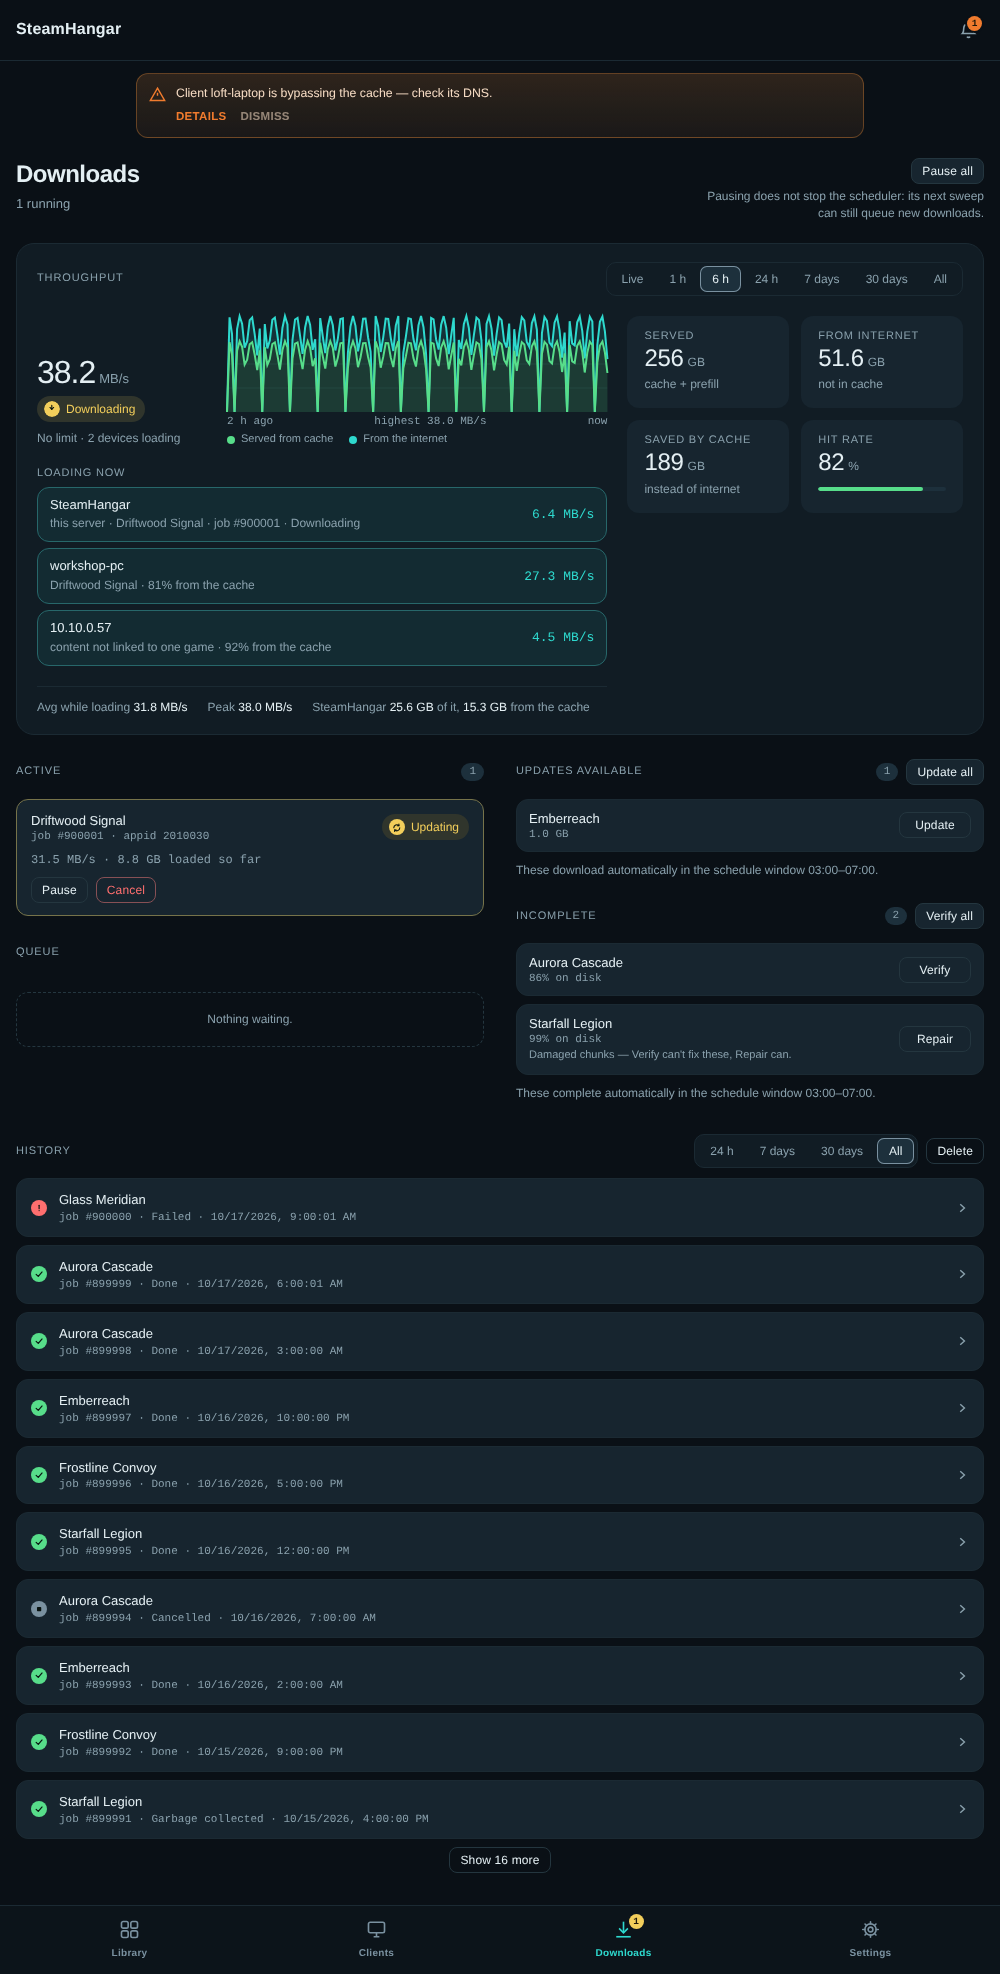 SteamHangar
1
Client loft-laptop is bypassing the cache — check its DNS.
DETAILS DISMISS
Downloads
1 running
Pause all
Pausing does not stop the scheduler: its next sweep
can still queue new downloads.
THROUGHPUT
Live 1 h 6 h 24 h 7 days 30 days All
38.2 MB/s
Downloading
No limit · 2 devices loading
2 h ago highest 38.0 MB/s now
Served from cache From the internet
SERVED
256 GB
cache + prefill
FROM INTERNET
51.6 GB
not in cache
SAVED BY CACHE
189 GB
instead of internet
HIT RATE
82 %
LOADING NOW
SteamHangar
this server · Driftwood Signal · job #900001 · Downloading
6.4 MB/s
workshop-pc
Driftwood Signal · 81% from the cache
27.3 MB/s
10.10.0.57
content not linked to one game · 92% from the cache
4.5 MB/s
Avg while loading 31.8 MB/s Peak 38.0 MB/s SteamHangar 25.6 GB of it, 15.3 GB from the cache
ACTIVE 1
Driftwood Signal
job #900001 · appid 2010030
Updating
31.5 MB/s · 8.8 GB loaded so far
Pause Cancel
QUEUE
Nothing waiting.
UPDATES AVAILABLE 1 Update all
Emberreach
1.0 GB
Update
These download automatically in the schedule window 03:00–07:00.
INCOMPLETE 2 Verify all
Aurora Cascade
86% on disk
Verify
Starfall Legion
99% on disk
Damaged chunks — Verify can't fix these, Repair can.
Repair
These complete automatically in the schedule window 03:00–07:00.
HISTORY
24 h 7 days 30 days All Delete
Glass Meridian
job #900000 · Failed · 10/17/2026, 9:00:01 AM
Aurora Cascade
job #899999 · Done · 10/17/2026, 6:00:01 AM
Aurora Cascade
job #899998 · Done · 10/17/2026, 3:00:00 AM
Emberreach
job #899997 · Done · 10/16/2026, 10:00:00 PM
Frostline Convoy
job #899996 · Done · 10/16/2026, 5:00:00 PM
Starfall Legion
job #899995 · Done · 10/16/2026, 12:00:00 PM
Aurora Cascade
job #899994 · Cancelled · 10/16/2026, 7:00:00 AM
Emberreach
job #899993 · Done · 10/16/2026, 2:00:00 AM
Frostline Convoy
job #899992 · Done · 10/15/2026, 9:00:00 PM
Starfall Legion
job #899991 · Garbage collected · 10/15/2026, 4:00:00 PM
Show 16 more
1
Library Clients Downloads Settings